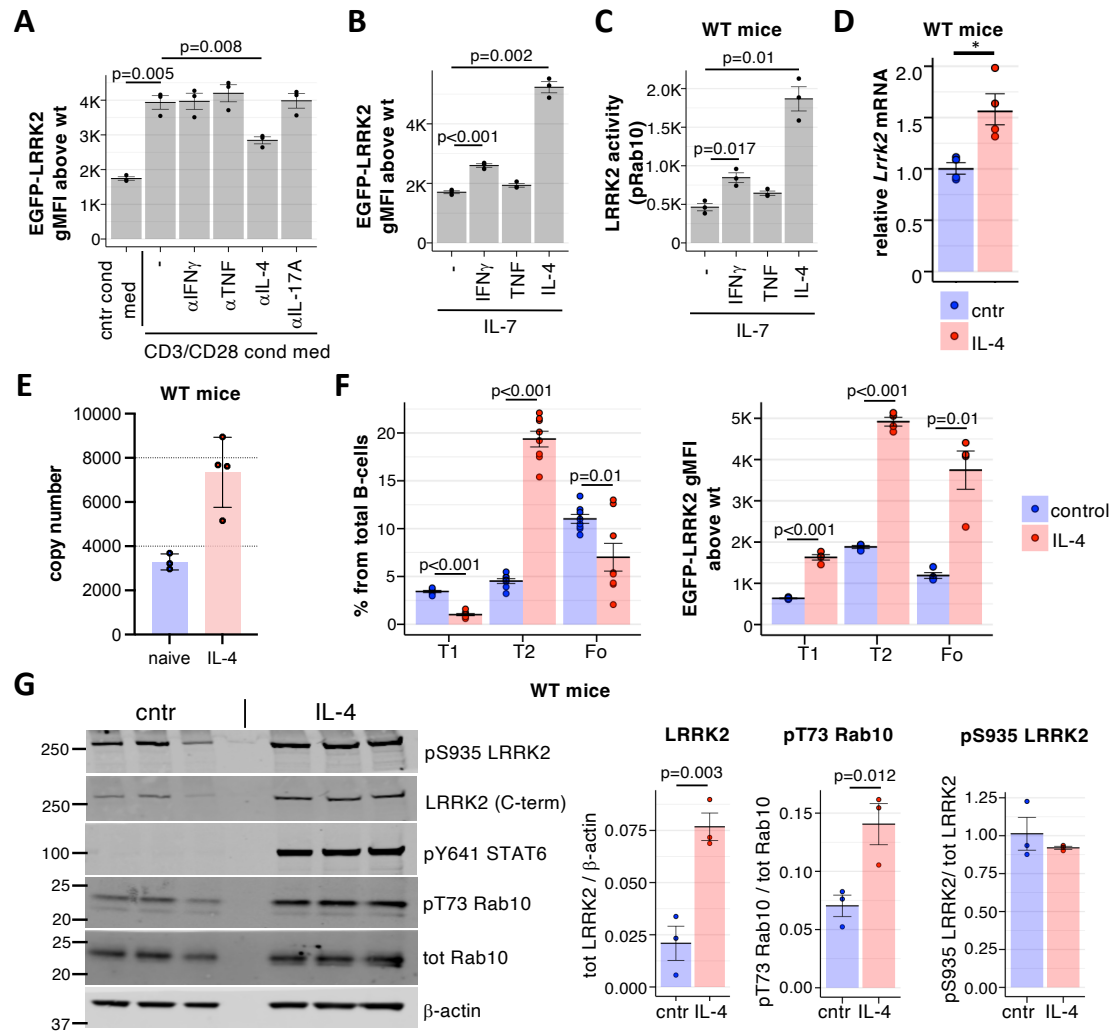 A
p=0.008
p=0.005
EGFP-LRRK2
gMFI above wt
4K
3K
2K
1K
0
cntr cond
med
-
αIFNγ
αTNF
αIL-4
αIL-17A
CD3/CD28 cond med
B
p=0.002
p<0.001
EGFP-LRRK2
gMFI above wt
4K
2K
0
-
IFNγ
TNF
IL-4
IL-7
C
WT mice
p=0.01
p=0.017
LRRK2 activity
(pRab10)
2.0K
1.5K
1.0K
0.5K
0
-
IFNγ
TNF
IL-4
IL-7
D
WT mice
*
relative Lrrk2 mRNA
2.0
1.5
1.0
0.5
0
cntr
IL-4
E
WT mice
copy number
10000
8000
6000
4000
2000
0
naive
IL-4
F
% from total B-cells
20
15
10
5
0
p<0.001
p<0.001
p=0.01
T1
T2
Fo
EGFP-LRRK2 gMFI
above wt
5K
4K
3K
2K
1K
0
p<0.001
p<0.001
p=0.01
T1
T2
Fo
control
IL-4
G
WT mice
cntr
IL-4
250
pS935 LRRK2
250
LRRK2 (C-term)
100
pY641 STAT6
25
20
pT73 Rab10
25
20
tot Rab10
37
β-actin
LRRK2
p=0.003
tot LRRK2 / β-actin
0.075
0.050
0.025
0.000
cntr IL-4
pT73 Rab10
p=0.012
pT73 Rab10 / tot Rab10
0.15
0.10
0.05
0.00
cntr IL-4
pS935 LRRK2
pS935 LRRK2/ tot LRRK2
1.25
1.00
0.75
0.50
0.25
0.00
cntr IL-4